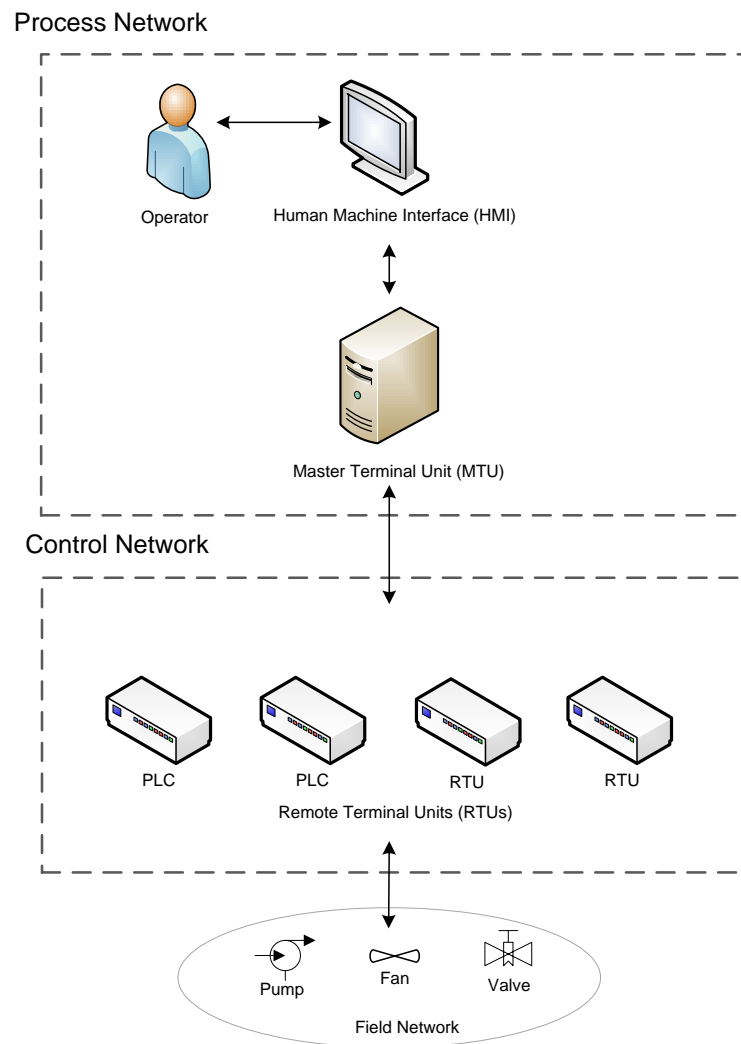 Process Network
Operator
Human Machine Interface (HMI)
Master Terminal Unit (MTU)
Control Network
PLC
PLC
RTU
RTU
Remote Terminal Units (RTUs)
Pump
Fan
Valve
Field Network